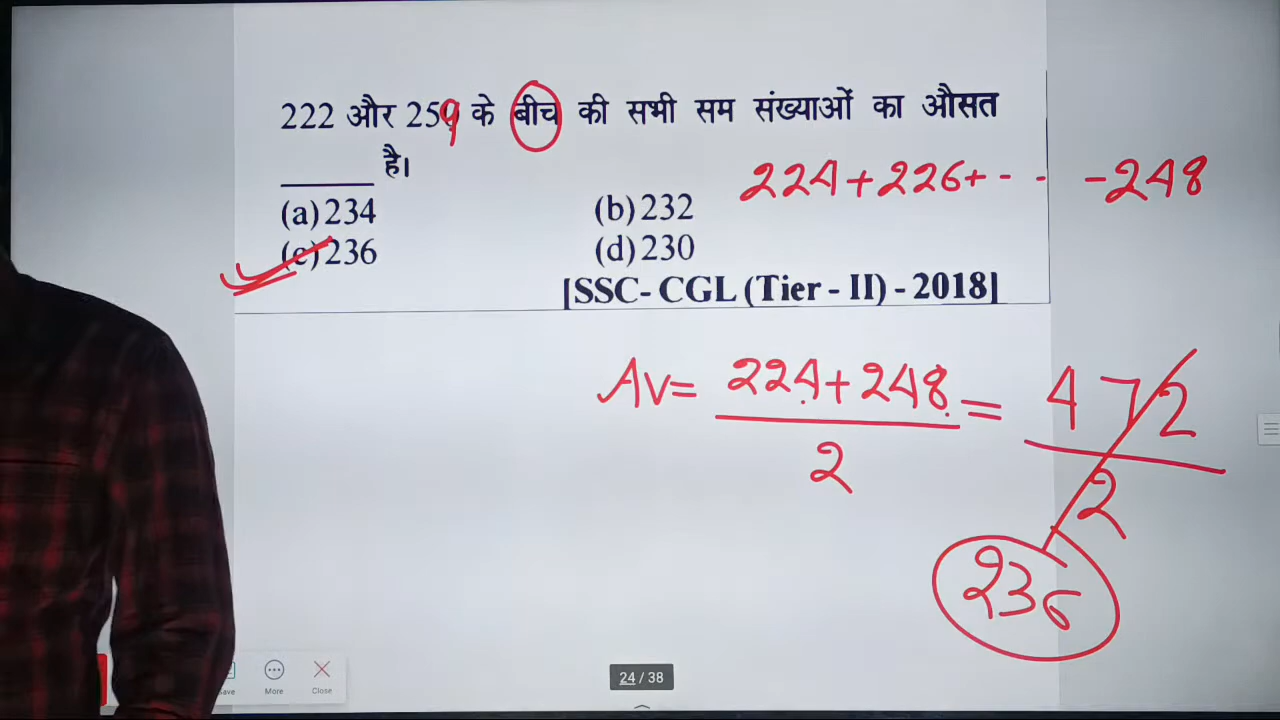 222 और 259 के बीच की सभी सम संख्याओं का औसत
______ है।
224+226+- - - -248
(a) 234 (b) 232
(c) 236 (d) 230
[SSC- CGL (Tier - II) - 2018]
AV= 224+248 / 2 = 472 / 2
236
More Close
24 / 38